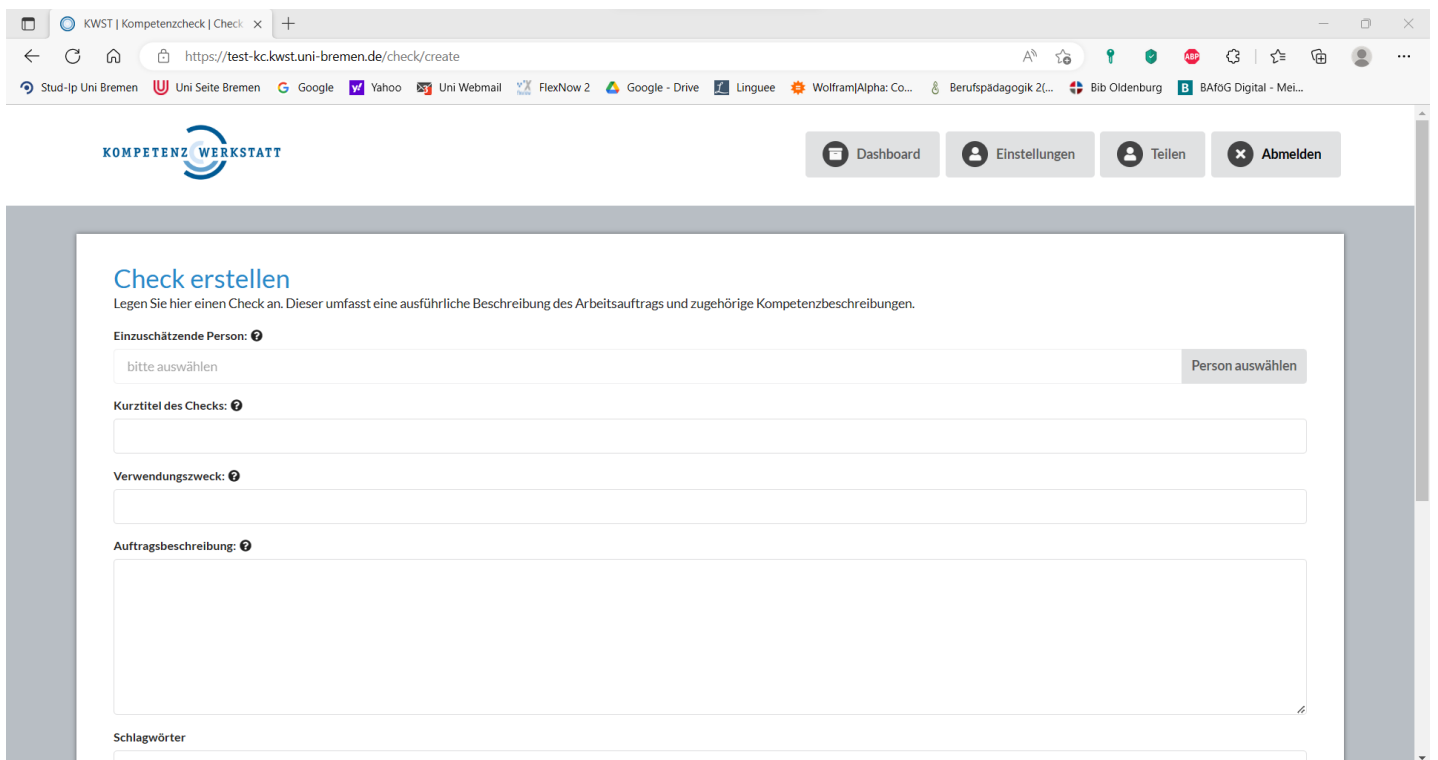 KWST | Kompetenzcheck | Check
https://test-kc.kwst.uni-bremen.de/check/create
Stud-Ip Uni Bremen Uni Seite Bremen Google Yahoo Uni Webmail FlexNow 2 Google - Drive Linguee Wolfram|Alpha: Co... Berufspädagogik 2(... Bib Oldenburg BAföG Digital - Mei...
KOMPETENZ WERKSTATT
Dashboard Einstellungen Teilen Abmelden
Check erstellen
Legen Sie hier einen Check an. Dieser umfasst eine ausführliche Beschreibung des Arbeitsauftrags und zugehörige Kompetenzbeschreibungen.
Einzuschätzende Person:
bitte auswählen Person auswählen
Kurztitel des Checks:
Verwendungszweck:
Auftragsbeschreibung:
Schlagwörter